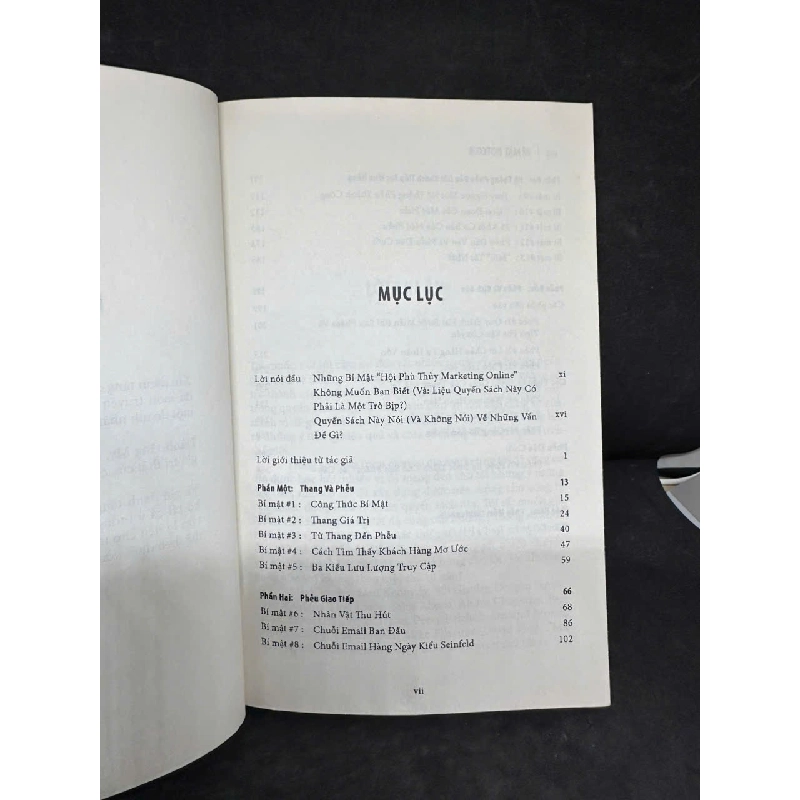 MỤC LỤC
Lời nói đầu Những Bí Mật "Hội Phù Thủy Marketing Online" xi
Không Muốn Bạn Biết (Và: Liệu Quyển Sách Này Có
Phải Là Một Trò Bịp?)
Quyển Sách Này Nói (Và Không Nói) Về Những Vấn xvi
Đề Gì?
Lời giới thiệu từ tác giả 1
Phần Một: Thang Và Phễu 13
Bí mật #1 : Công Thức Bí Mật 15
Bí mật #2 : Thang Giá Trị 24
Bí mật #3 : Từ Thang Đến Phễu 40
Bí mật #4 : Cách Tìm Thấy Khách Hàng Mơ Ước 47
Bí mật #5 : Ba Kiểu Lưu Lượng Truy Cập 59
Phần Hai: Phễu Giao Tiếp 66
Bí mật #6 : Nhân Vật Thu Hút 68
Bí mật #7 : Chuỗi Email Ban Đầu 86
Bí mật #8 : Chuỗi Email Hàng Ngày Kiểu Seinfeld 102
vii